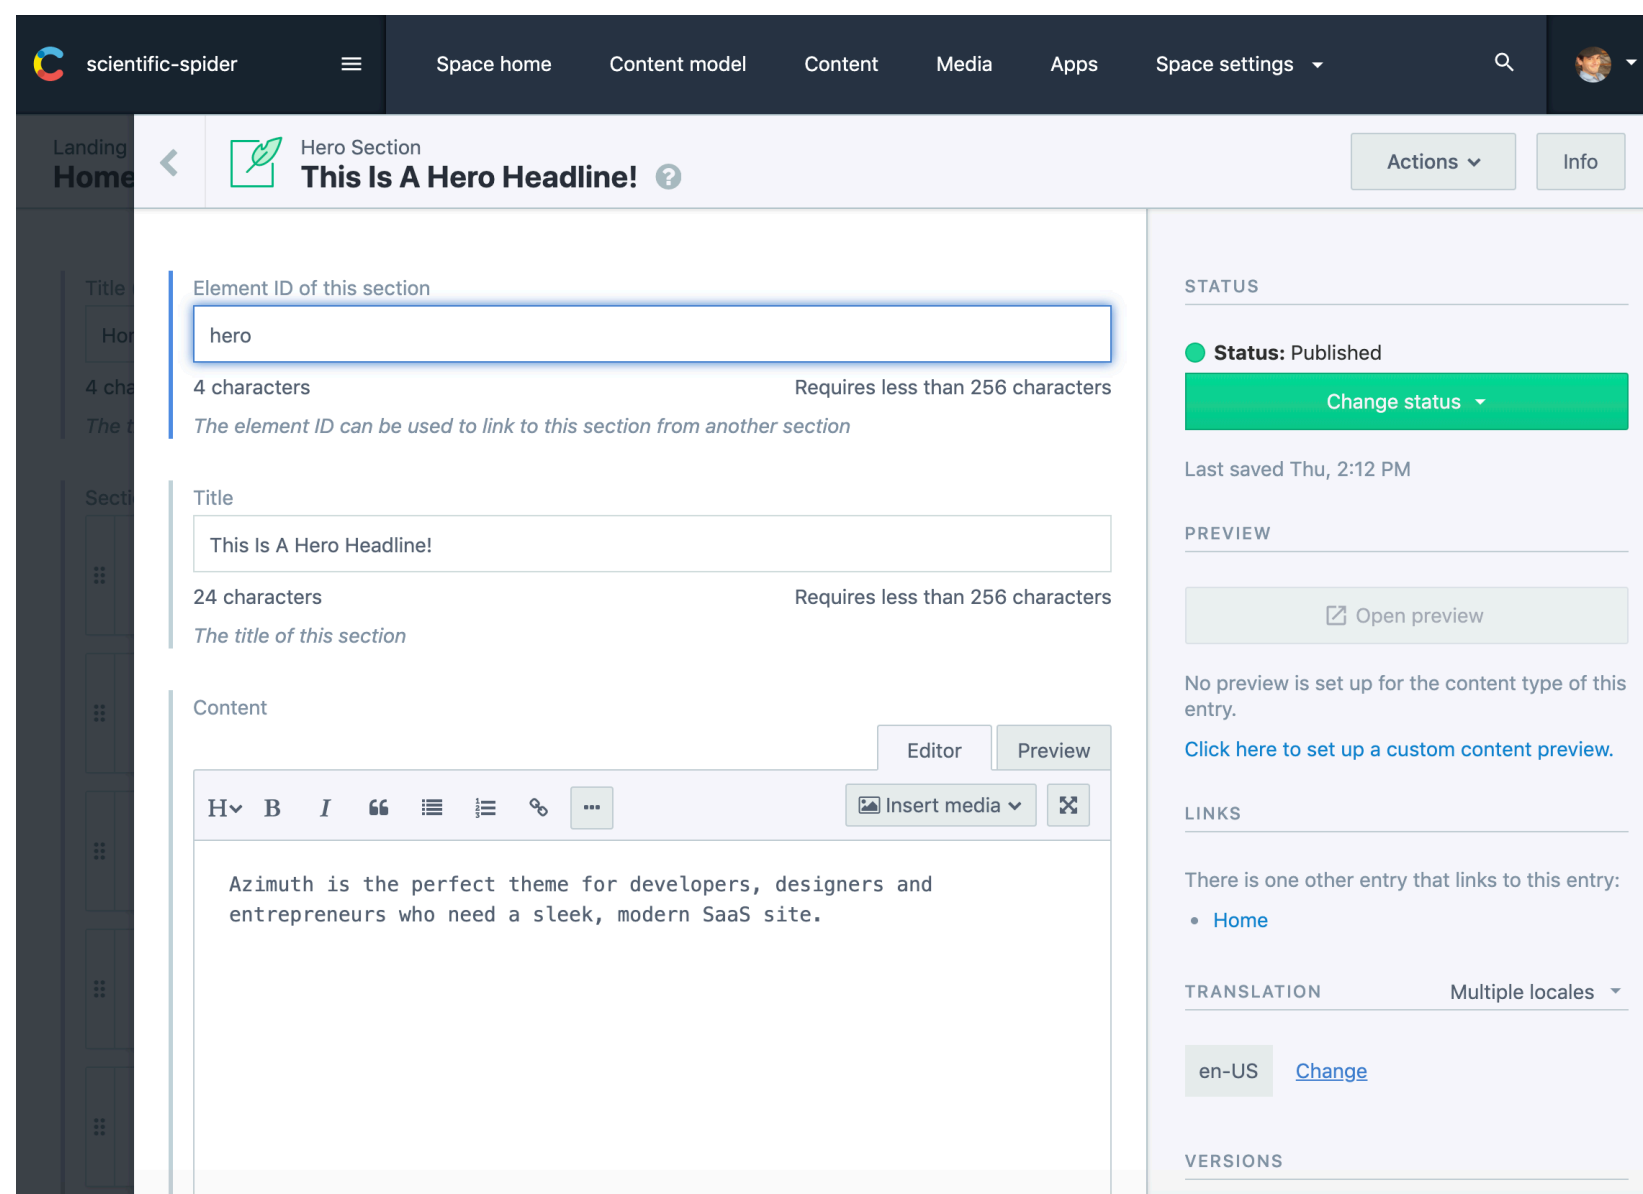 scientific-spider
Space home
Content model
Content
Media
Apps
Space settings
Landing
Home
Hero Section
This Is A Hero Headline!
?
Actions
Info
Title
Hor
4 cha
The t
Secti
Element ID of this section
hero
4 characters
Requires less than 256 characters
The element ID can be used to link to this section from another section
Title
This Is A Hero Headline!
24 characters
Requires less than 256 characters
The title of this section
Content
Editor
Preview
H B I
Insert media
Azimuth is the perfect theme for developers, designers and
entrepreneurs who need a sleek, modern SaaS site.
STATUS
Status: Published
Change status
Last saved Thu, 2:12 PM
PREVIEW
Open preview
No preview is set up for the content type of this
entry.
Click here to set up a custom content preview.
LINKS
There is one other entry that links to this entry:
• Home
TRANSLATION
Multiple locales
en-US
Change
VERSIONS